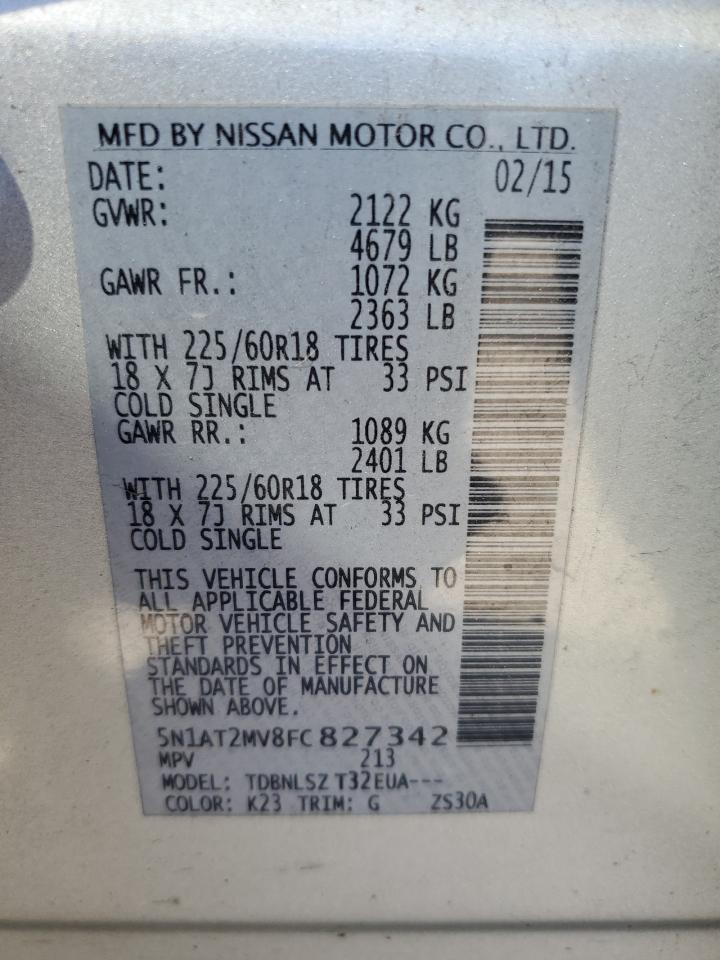 MFD BY NISSAN MOTOR CO., LTD.
DATE: 02/15
GVWR: 2122 KG
4679 LB
GAWR FR.: 1072 KG
2363 LB
WITH 225/60R18 TIRES
18 X 7J RIMS AT 33 PSI
COLD SINGLE
GAWR RR.: 1089 KG
2401 LB
WITH 225/60R18 TIRES
18 X 7J RIMS AT 33 PSI
COLD SINGLE
THIS VEHICLE CONFORMS TO
ALL APPLICABLE FEDERAL
MOTOR VEHICLE SAFETY AND
THEFT PREVENTION
STANDARDS IN EFFECT ON
THE DATE OF MANUFACTURE
SHOWN ABOVE.
5N1AT2MV8FC827342
MPV 213
MODEL: TDBNLSZ T32EUA---
COLOR: K23 TRIM: G ZS30A